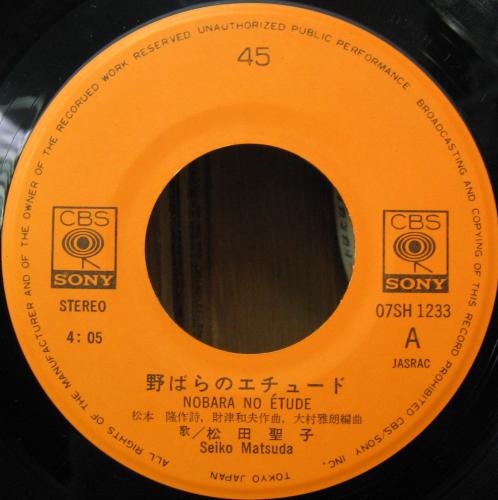 ALL RIGHTS OF THE MANUFACTURER AND OF THE OWNER OF THE RECORDED WORK RESERVED UNAUTHORIZED PUBLIC PERFORMANCE BROADCASTING AND COPYING OF THIS RECORD PROHIBITED CBS/SONY INC. TOKYO JAPAN
45
CBS
SONY
CBS
SONY
STEREO
07SH 1233
4:05
A
JASRAC
野ばらのエチュード
NOBARA NO ÉTUDE
松本 隆作詩, 財津和夫作曲, 大村雅朗編曲
歌／松田聖子
Seiko Matsuda